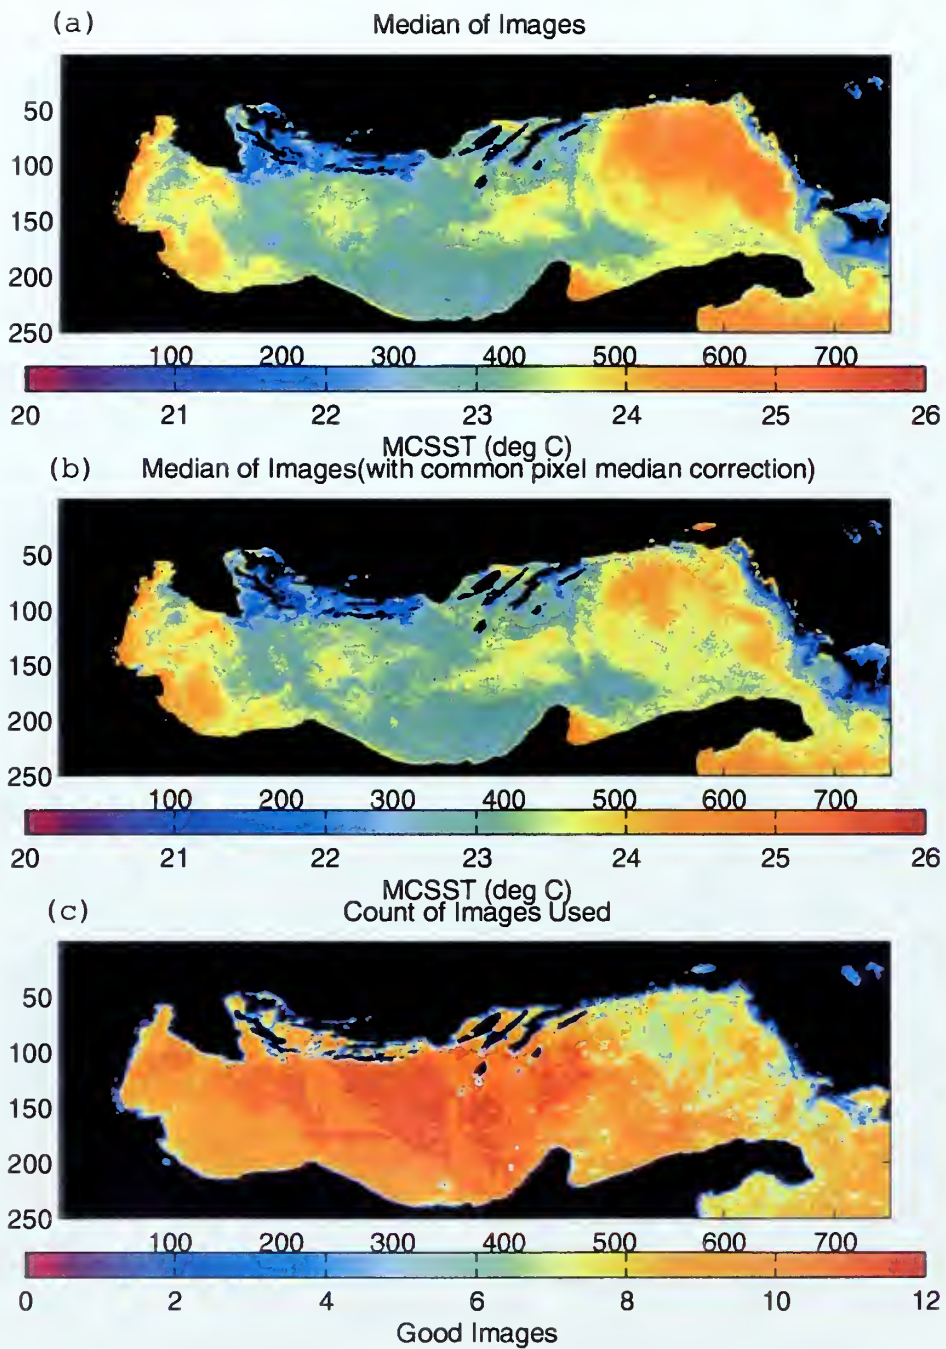 (a) Median of Images
50
100
150
200
250
100 200 300 400 500 600 700
20 21 22 23 24 25 26
MCSST (deg C)
(b) Median of Images(with common pixel median correction)
50
100
150
200
250
100 200 300 400 500 600 700
20 21 22 23 24 25 26
MCSST (deg C)
(c) Count of Images Used
50
100
150
200
250
100 200 300 400 500 600 700
0 2 4 6 8 10 12
Good Images